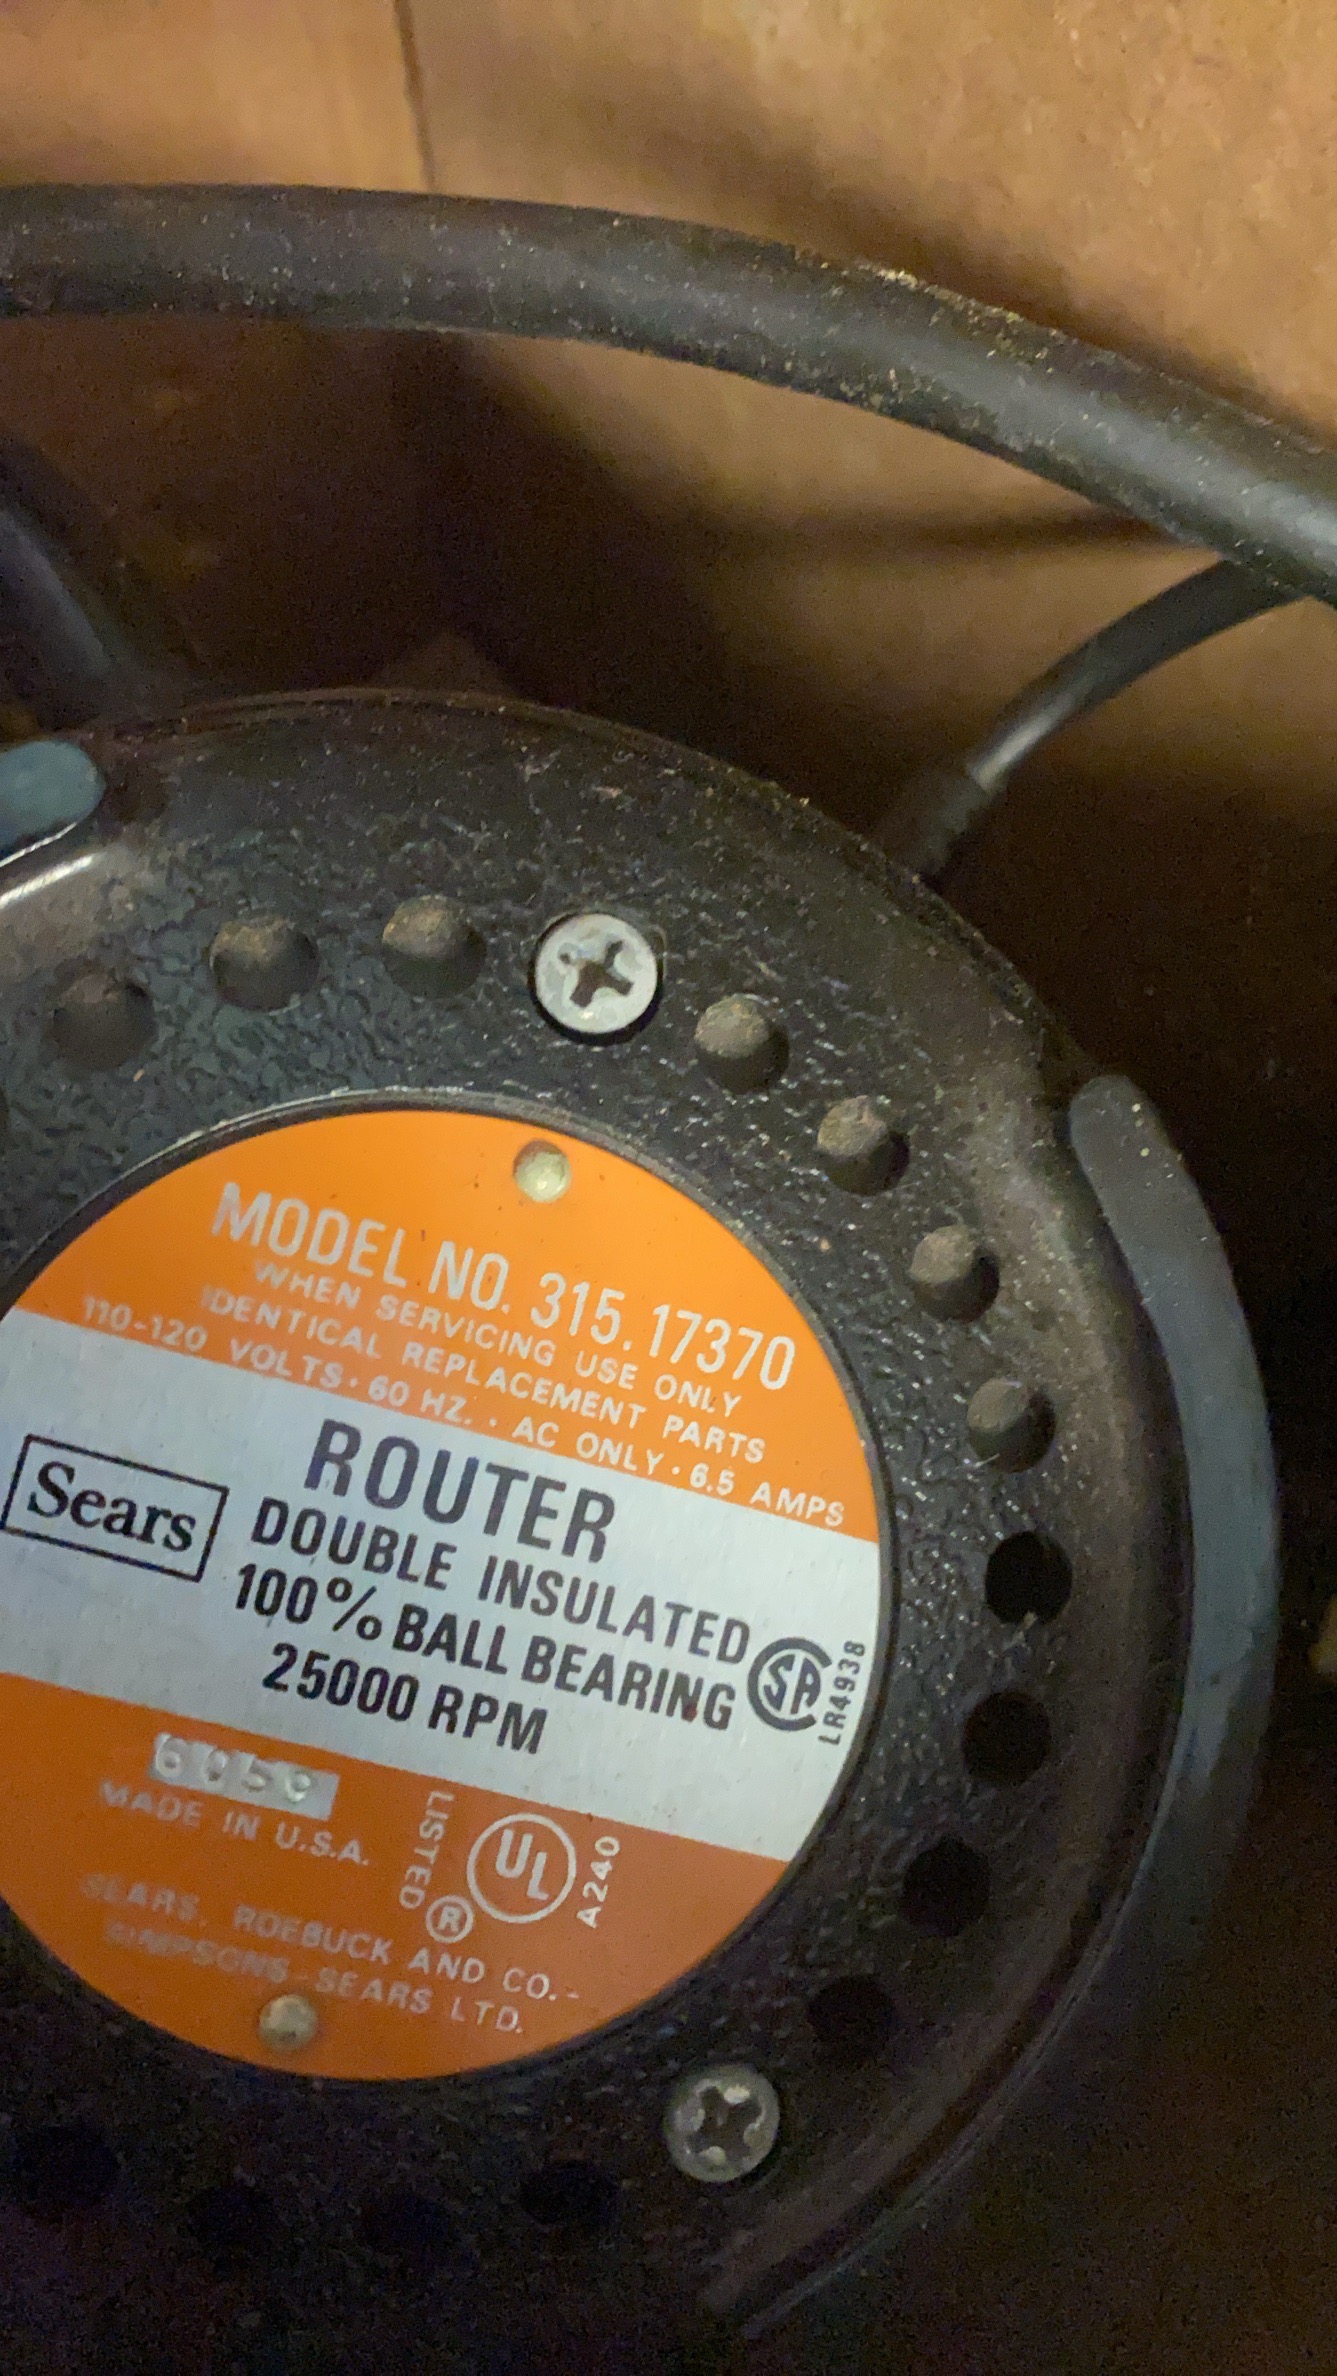 MODEL NO. 315.17370
WHEN SERVICING USE ONLY
IDENTICAL REPLACEMENT PARTS
110-120 VOLTS · 60 HZ. · AC ONLY · 6.5 AMPS
Sears
ROUTER
DOUBLE INSULATED
100% BALL BEARING
25000 RPM
SA
LR4938
MADE IN U.S.A.
LISTED
UL
®
A240
SEARS, ROEBUCK AND CO.-
SIMPSONS-SEARS LTD.